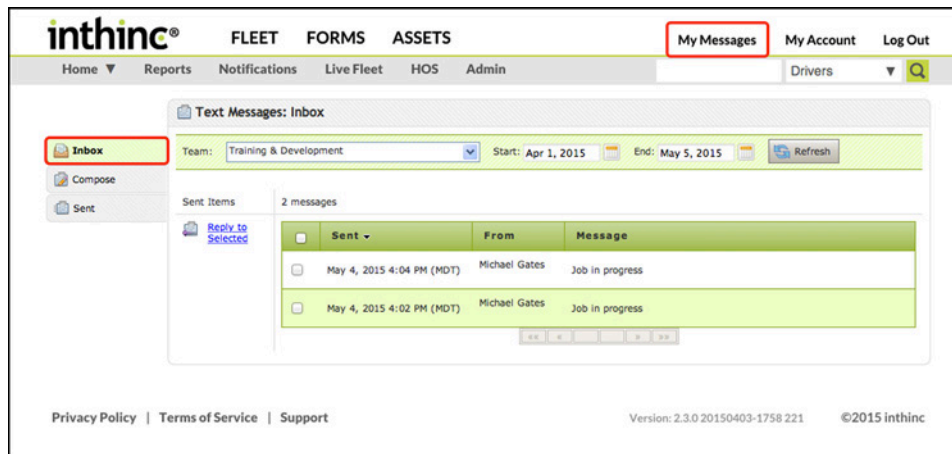 inthinc® FLEET FORMS ASSETS My Messages My Account Log Out
Home ▼ Reports Notifications Live Fleet HOS Admin Drivers ▼
Text Messages: Inbox
Inbox
Team: Training & Development Start: Apr 1, 2015 End: May 5, 2015 Refresh
Compose
Sent
Sent Items 2 messages
Reply to
Selected
Sent From Message
May 4, 2015 4:04 PM (MDT) Michael Gates Job in progress
May 4, 2015 4:02 PM (MDT) Michael Gates Job in progress
«« « » »»
Privacy Policy | Terms of Service | Support Version: 2.3.0 20150403-1758 221 ©2015 inthinc